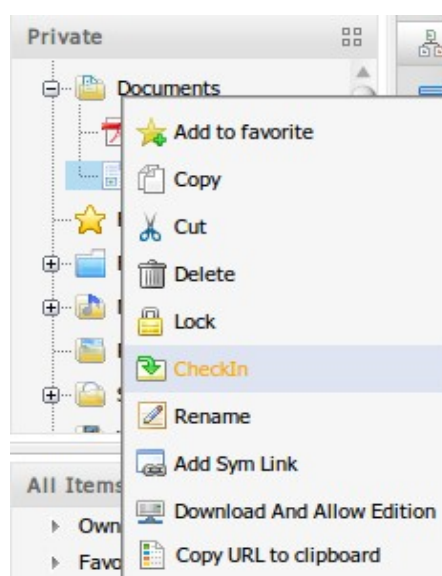 Private
Documents
Add to favorite
Copy
Cut
Delete
Lock
CheckIn
Rename
Add Sym Link
Download And Allow Edition
Copy URL to clipboard
All Items
Own
Favo